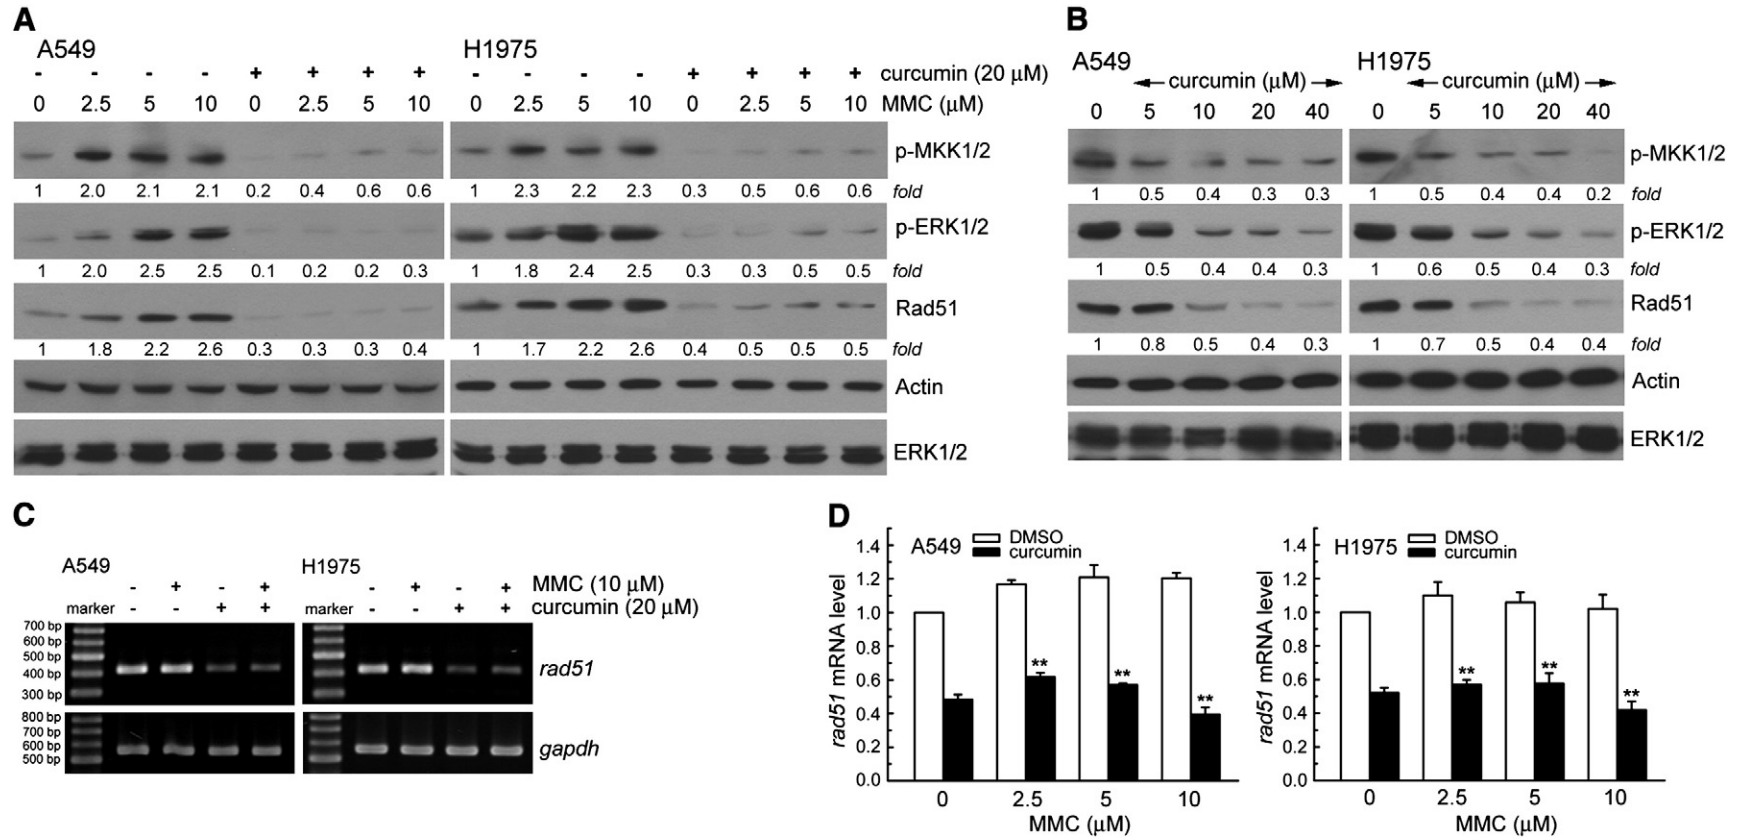 A
A549
H1975
- - - - + + + + - - - - + + + + curcumin (20 µM)
0 2.5 5 10 0 2.5 5 10 0 2.5 5 10 0 2.5 5 10 MMC (µM)
p-MKK1/2
1 2.0 2.1 2.1 0.2 0.4 0.6 0.6 1 2.3 2.2 2.3 0.3 0.5 0.6 0.6 fold
p-ERK1/2
1 2.0 2.5 2.5 0.1 0.2 0.2 0.3 1 1.8 2.4 2.5 0.3 0.3 0.5 0.5 fold
Rad51
1 1.8 2.2 2.6 0.3 0.3 0.3 0.4 1 1.7 2.2 2.6 0.4 0.5 0.5 0.5 fold
Actin
ERK1/2
B
A549 curcumin (µM) H1975 curcumin (µM)
0 5 10 20 40 0 5 10 20 40
p-MKK1/2
1 0.5 0.4 0.3 0.3 1 0.5 0.4 0.4 0.2 fold
p-ERK1/2
1 0.5 0.4 0.4 0.3 1 0.6 0.5 0.4 0.3 fold
Rad51
1 0.8 0.5 0.4 0.3 1 0.7 0.5 0.4 0.4 fold
Actin
ERK1/2
C
A549 H1975
- + - + - + - + MMC (10 µM)
marker - - + + marker - - + + curcumin (20 µM)
700 bp
600 bp
500 bp
400 bp
300 bp
rad51
800 bp
700 bp
600 bp
500 bp
gapdh
D
A549
DMSO
curcumin
rad51 mRNA level
1.4
1.2
1.0
0.8
0.6
0.4
0.2
0.0
** ** **
0 2.5 5 10
MMC (µM)
H1975
DMSO
curcumin
rad51 mRNA level
1.4
1.2
1.0
0.8
0.6
0.4
0.2
0.0
** ** **
0 2.5 5 10
MMC (µM)